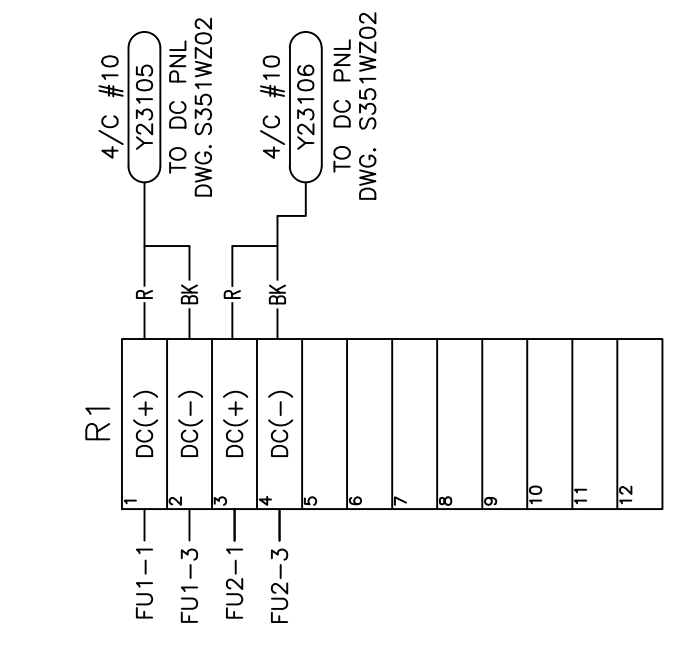 4/C #10
Y23105
TO DC PNL
DWG. S351WZ02
4/C #10
Y23106
TO DC PNL
DWG. S351WZ02
R
BK
R
BK
R1
DC(+)
DC(-)
DC(+)
DC(-)
1
2
3
4
5
6
7
8
9
10
11
12
FU1-1
FU1-3
FU2-1
FU2-3